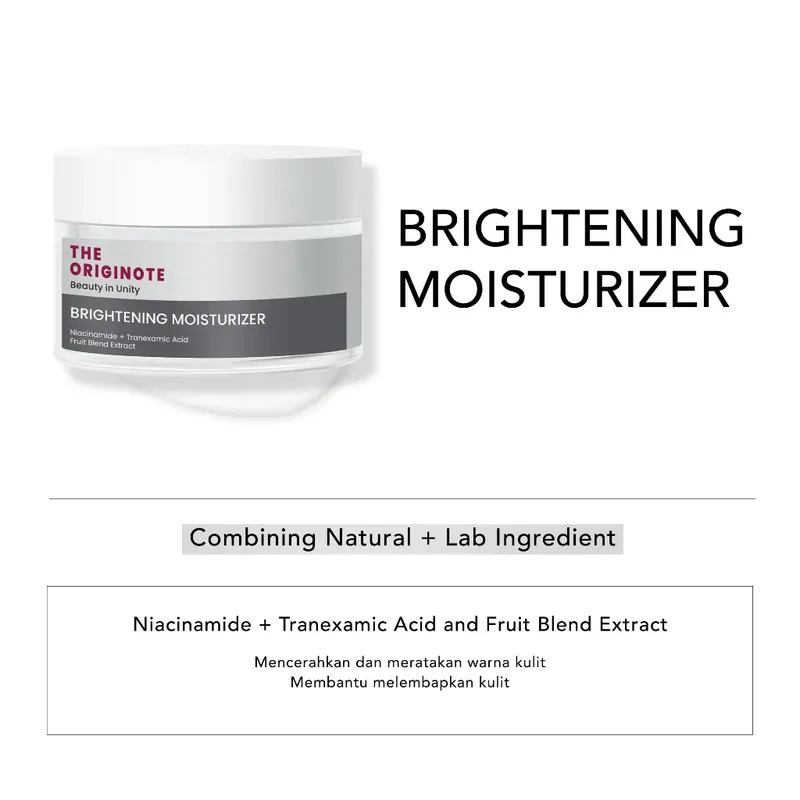 THE
ORIGINOTE
Beauty in Unity
BRIGHTENING MOISTURIZER
Niacinamide + Tranexamic Acid
Fruit Blend Extract
BRIGHTENING
MOISTURIZER
Combining Natural + Lab Ingredient
Niacinamide + Tranexamic Acid and Fruit Blend Extract
Mencerahkan dan meratakan warna kulit
Membantu melembapkan kulit